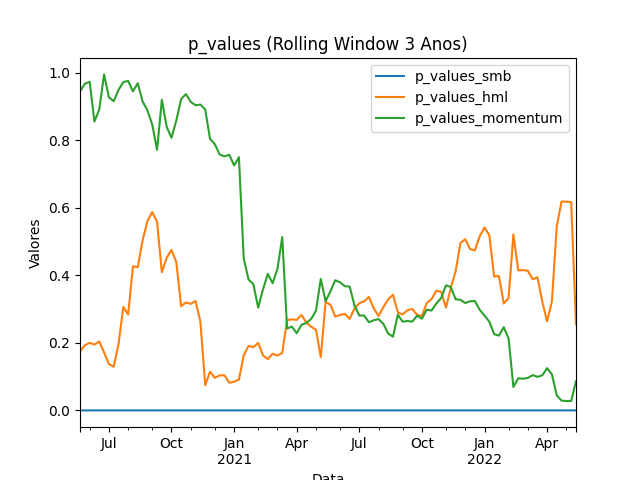 p_values (Rolling Window 3 Anos)
p_values_smb
p_values_hml
p_values_momentum
Valores
1.0
0.8
0.6
0.4
0.2
0.0
Jul Oct Jan Apr Jul Oct Jan Apr
2021 2022
Data